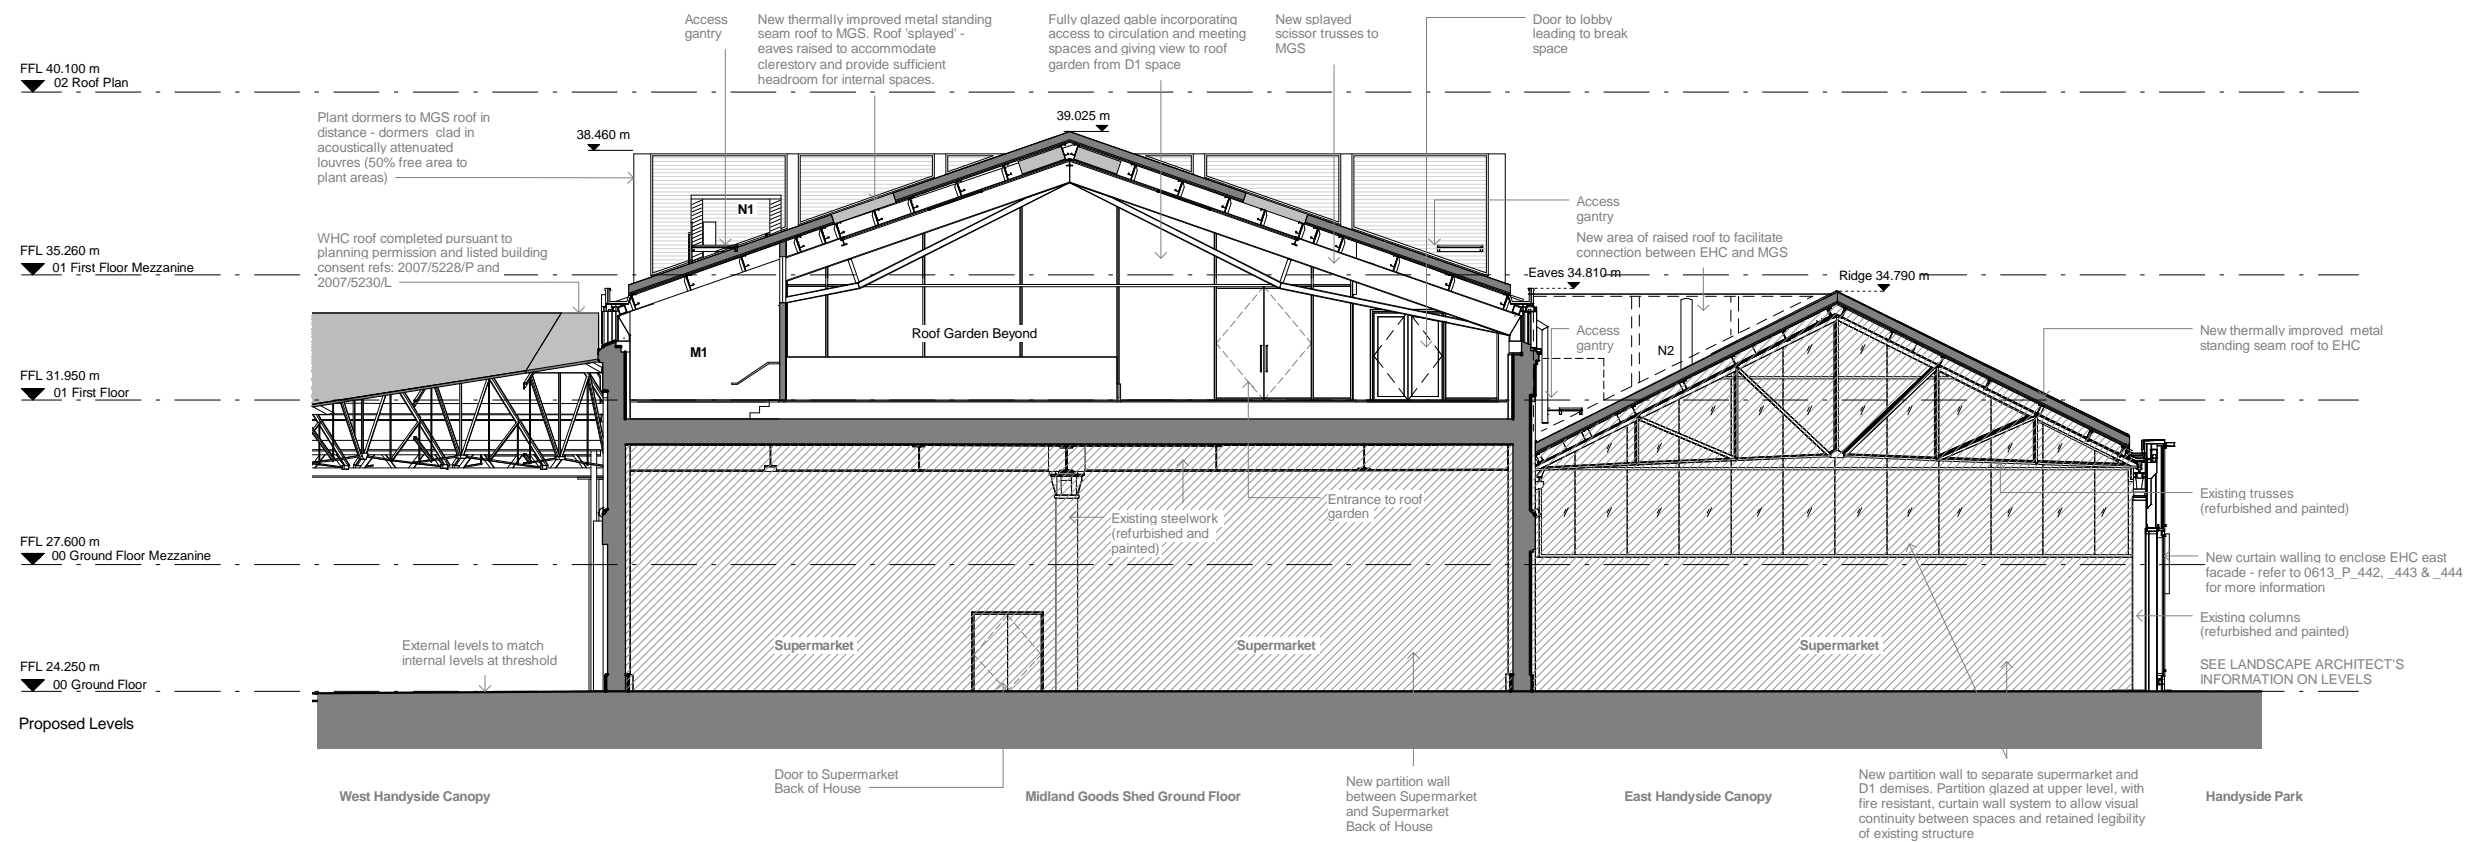 Access
gantry
New thermally improved metal standing
seam roof to MGS. Roof 'splayed' -
eaves raised to accommodate
clerestory and provide sufficient
headroom for internal spaces.
Fully glazed gable incorporating
access to circulation and meeting
spaces and giving view to roof
garden from D1 space
New splayed
scissor trusses to
MGS
Door to lobby
leading to break
space
FFL 40.100 m
02 Roof Plan
Plant dormers to MGS roof in
distance - dormers clad in
acoustically attenuated
louvres (50% free area to
plant areas)
38.460 m
39.025 m
N1
Access
gantry
WHC roof completed pursuant to
planning permission and listed building
consent refs: 2007/5228/P and
2007/5230/L
FFL 35.260 m
01 First Floor Mezzanine
New area of raised roof to facilitate
connection between EHC and MGS
Eaves 34.810 m
Ridge 34.790 m
Roof Garden Beyond
M1
Access
gantry
N2
New thermally improved metal
standing seam roof to EHC
FFL 31.950 m
01 First Floor
Entrance to roof
garden
Existing steelwork
(refurbished and
painted)
Existing trusses
(refurbished and painted)
FFL 27.600 m
00 Ground Floor Mezzanine
New curtain walling to enclose EHC east
facade - refer to 0613_P_442, _443 & _444
for more information
Existing columns
(refurbished and painted)
External levels to match
internal levels at threshold
Supermarket
Supermarket
Supermarket
FFL 24.250 m
00 Ground Floor
SEE LANDSCAPE ARCHITECT'S
INFORMATION ON LEVELS
Proposed Levels
Door to Supermarket
Back of House
New partition wall
between Supermarket
and Supermarket
Back of House
New partition wall to separate supermarket and
D1 demises. Partition glazed at upper level, with
fire resistant, curtain wall system to allow visual
continuity between spaces and retained legibility
of existing structure
West Handyside Canopy
Midland Goods Shed Ground Floor
East Handyside Canopy
Handyside Park